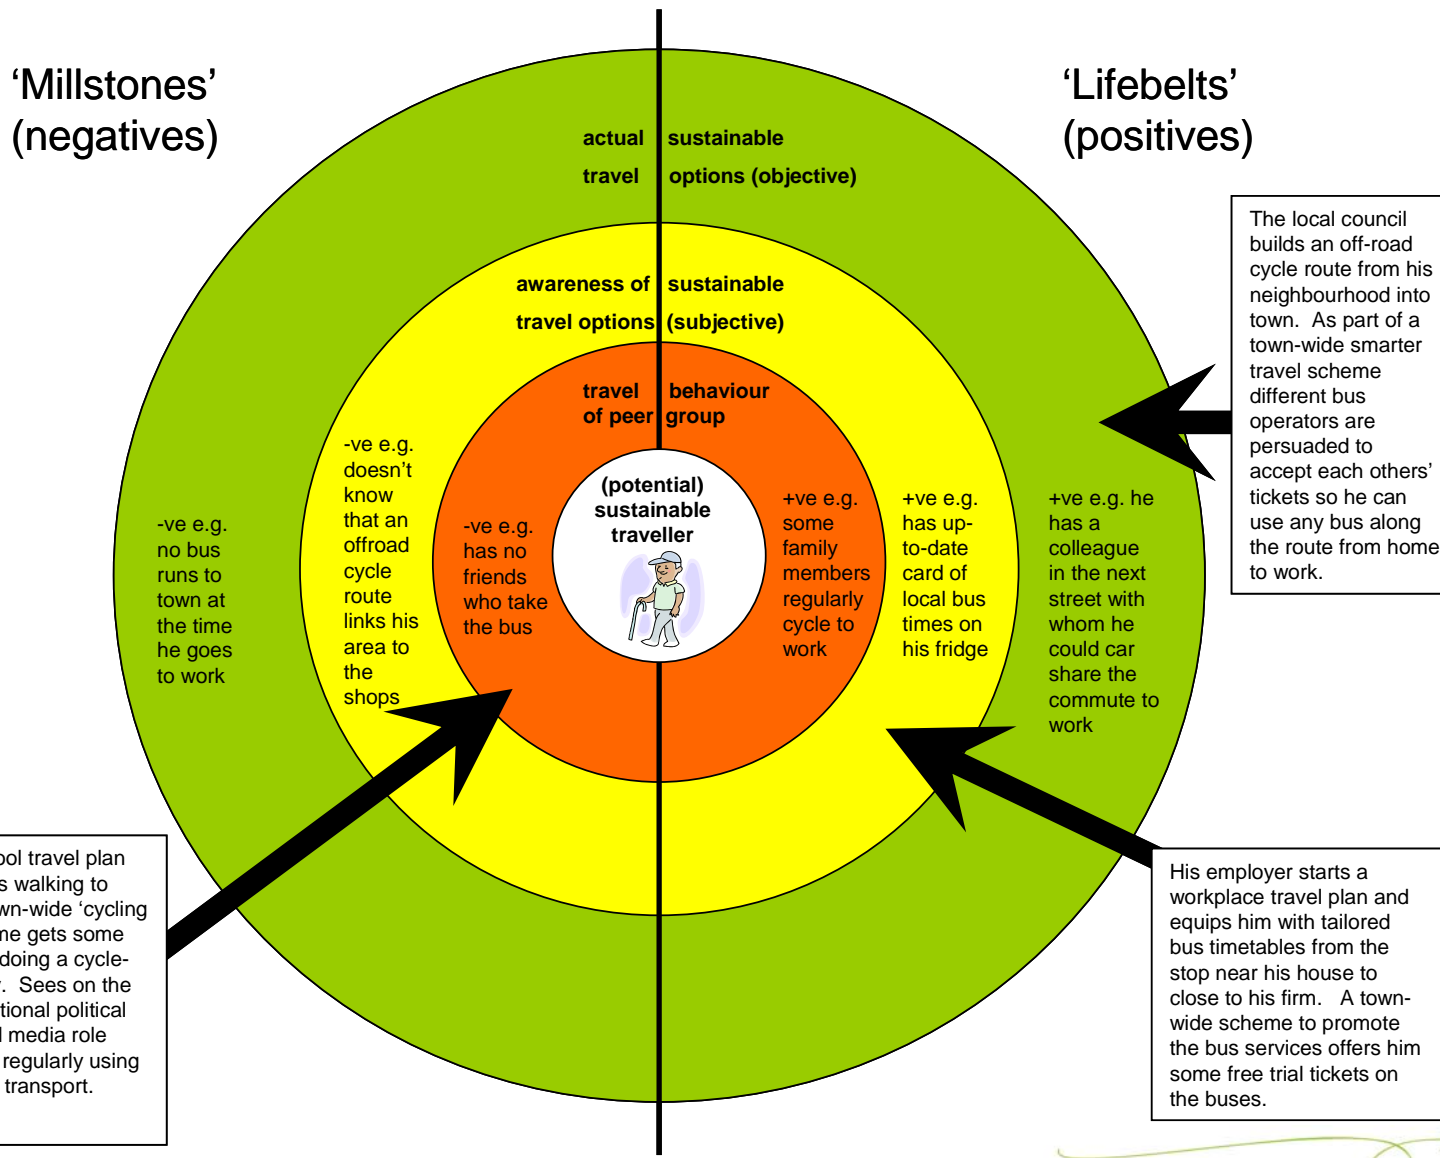 ‘Millstones’
(negatives)
‘Lifebelts’
(positives)
actual sustainable
travel options (objective)
awareness of sustainable
travel options (subjective)
travel behaviour
of peer group
(potential)
sustainable
traveller
-ve e.g.
no bus
runs to
town at
the time
he goes
to work
-ve e.g.
doesn’t
know
that an
offroad
cycle
route
links his
area to
the
shops
-ve e.g.
has no
friends
who take
the bus
+ve e.g.
some
family
members
regularly
cycle to
work
+ve e.g.
has up-
to-date
card of
local bus
times on
his fridge
+ve e.g. he
has a
colleague
in the next
street with
whom he
could car
share the
commute to
work
The local council
builds an off-road
cycle route from his
neighbourhood into
town. As part of a
town-wide smarter
travel scheme
different bus
operators are
persuaded to
accept each others’
tickets so he can
use any bus along
the route from home
to work.
travel plan
walking to
‘cycling
gets some
doing a cycle-
Sees on the
political
media role
regularly using
transport.
His employer starts a
workplace travel plan and
equips him with tailored
bus timetables from the
stop near his house to
close to his firm. A town-
wide scheme to promote
the bus services offers him
some free trial tickets on
the buses.